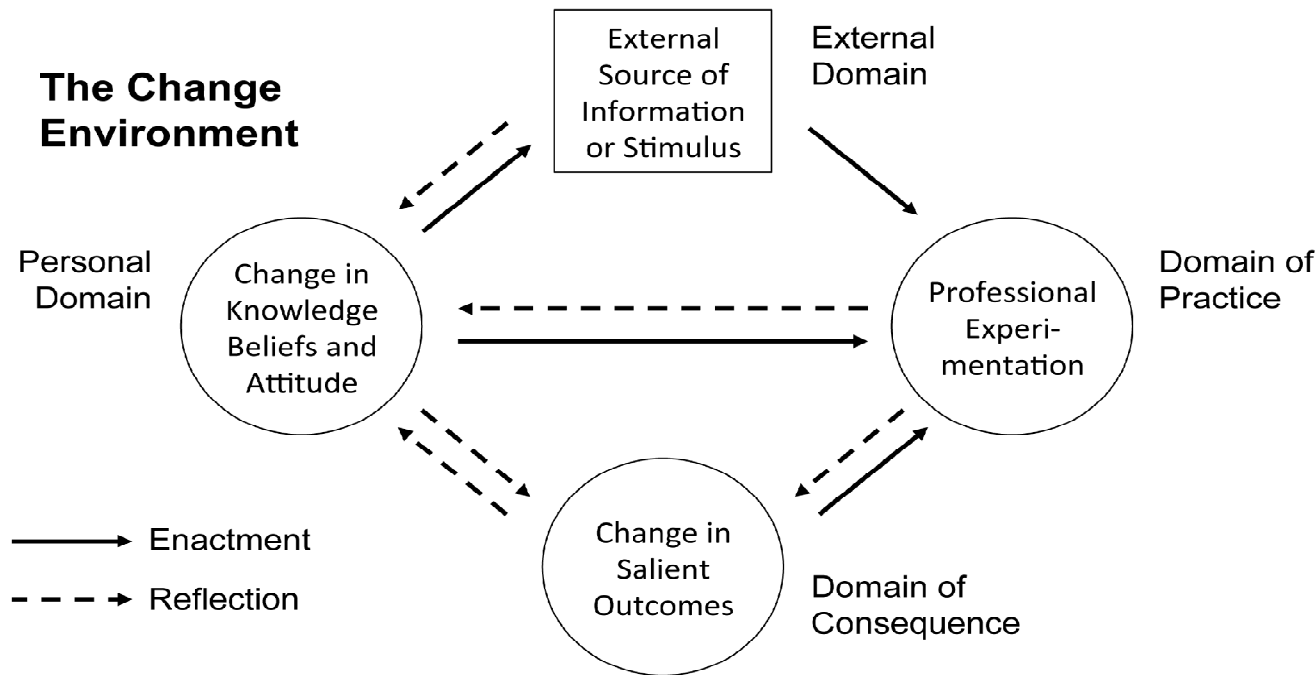 The Change
Environment
External
Source of
Information
or Stimulus
External
Domain
Personal
Domain
Change in
Knowledge
Beliefs and
Attitude
Professional
Experi-
mentation
Domain of
Practice
Change in
Salient
Outcomes
Domain of
Consequence
Enactment
Reflection